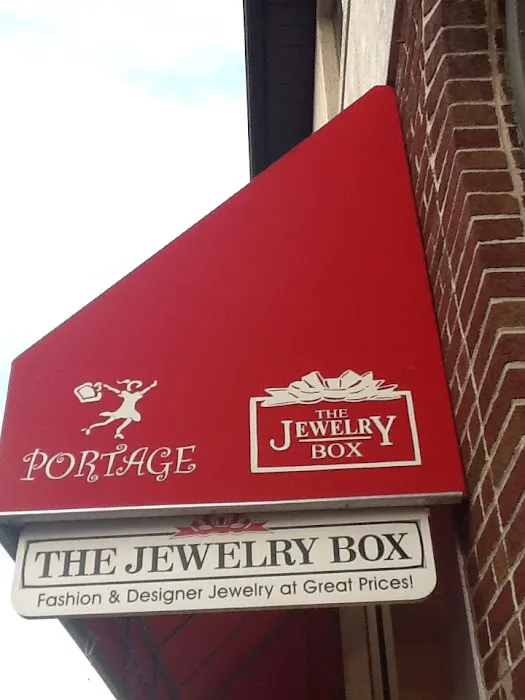 PORTAGE
THE
JEWELRY
BOX
THE JEWELRY BOX
Fashion & Designer Jewelry at Great Prices!